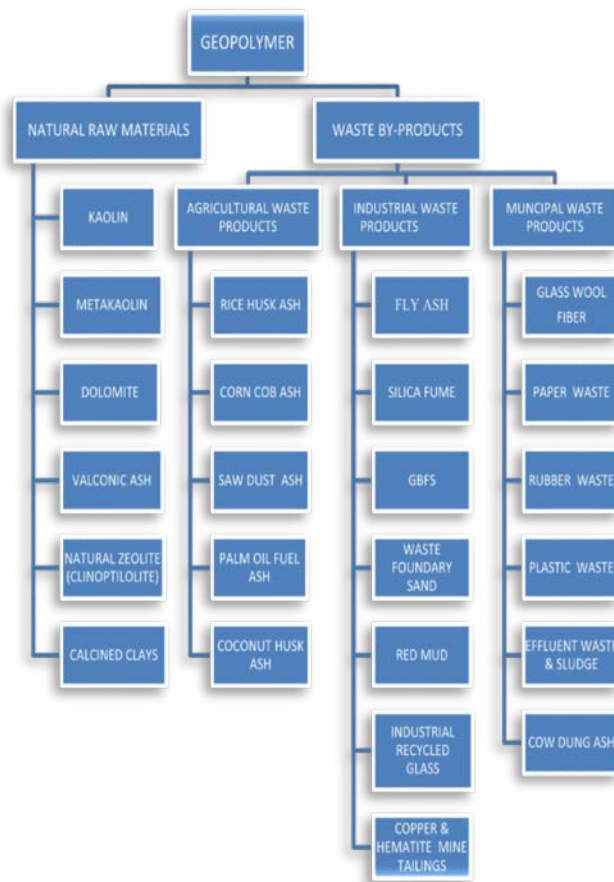 GEOPOLYMER
NATURAL RAW MATERIALS
WASTE BY-PRODUCTS
KAOLIN
METAKAOLIN
DOLOMITE
VALCONIC ASH
NATURAL ZEOLITE
(CLINOPTILOLITE)
CALCINED CLAYS
AGRICULTURAL WASTE
PRODUCTS
RICE HUSK ASH
CORN COB ASH
SAW DUST ASH
PALM OIL FUEL
ASH
COCONUT HUSK
ASH
INDUSTRIAL WASTE
PRODUCTS
FLY ASH
SILICA FUME
GBFS
WASTE
FOUNDARY
SAND
RED MUD
INDUSTRIAL
RECYCLED
GLASS
COPPER &
HEMATITE MINE
TAILINGS
MUNCIPAL WASTE
PRODUCTS
GLASS WOOL
FIBER
PAPER WASTE
RUBBER WASTE
PLASTIC WASTE
EFFLUENT WASTE
& SLUDGE
COW DUNG ASH